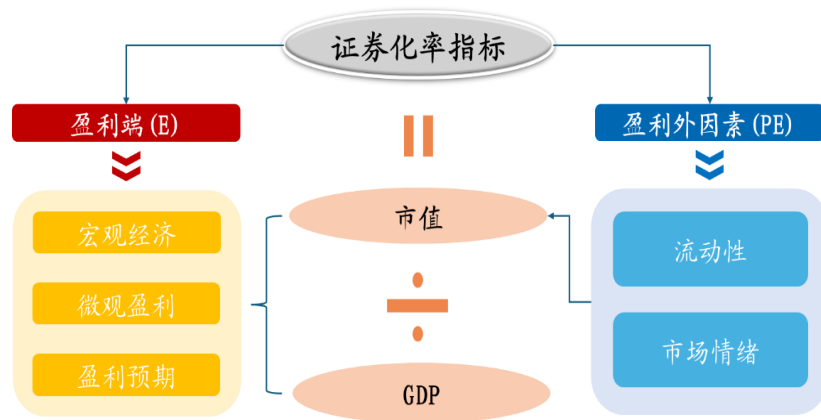 证券化率指标
盈利端(E)
盈利外因素(PE)
宏观经济
微观盈利
盈利预期
市值
GDP
流动性
市场情绪